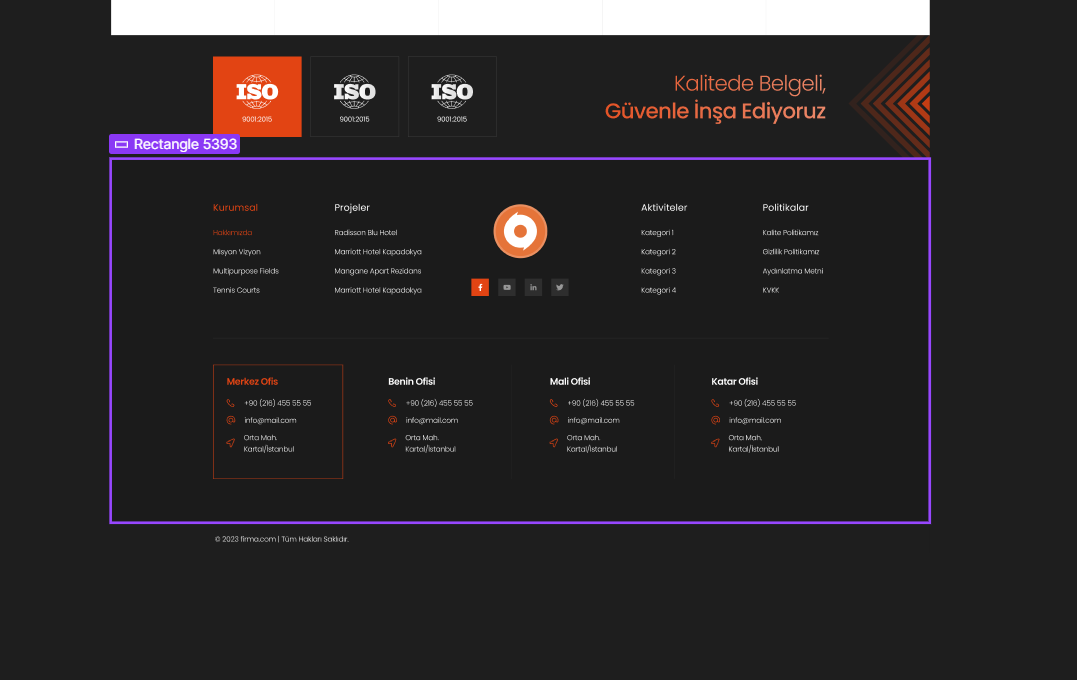 ISO
9001:2015
ISO
9001:2015
ISO
9001:2015
Kalitede Belgeli,
Güvenle İnşa Ediyoruz
Rectangle 5393
Kurumsal
Hakkımızda
Misyon Vizyon
Multipurpose Fields
Tennis Courts
Projeler
Radisson Blu Hotel
Marriott Hotel Kapadokya
Mangane Apart Rezidans
Marriott Hotel Kapadokya
Aktiviteler
Kategori 1
Kategori 2
Kategori 3
Kategori 4
Politikalar
Kalite Politikamız
Gizlilik Politikamız
Aydınlatma Metni
KVKK
Merkez Ofis
+90 (216) 455 55 55
info@mail.com
Orta Mah.
Kartal/İstanbul
Benin Ofisi
+90 (216) 455 55 55
info@mail.com
Orta Mah.
Kartal/İstanbul
Mali Ofisi
+90 (216) 455 55 55
info@mail.com
Orta Mah.
Kartal/İstanbul
Katar Ofisi
+90 (216) 455 55 55
info@mail.com
Orta Mah.
Kartal/İstanbul
© 2023 firma.com | Tüm Hakları Saklıdır.